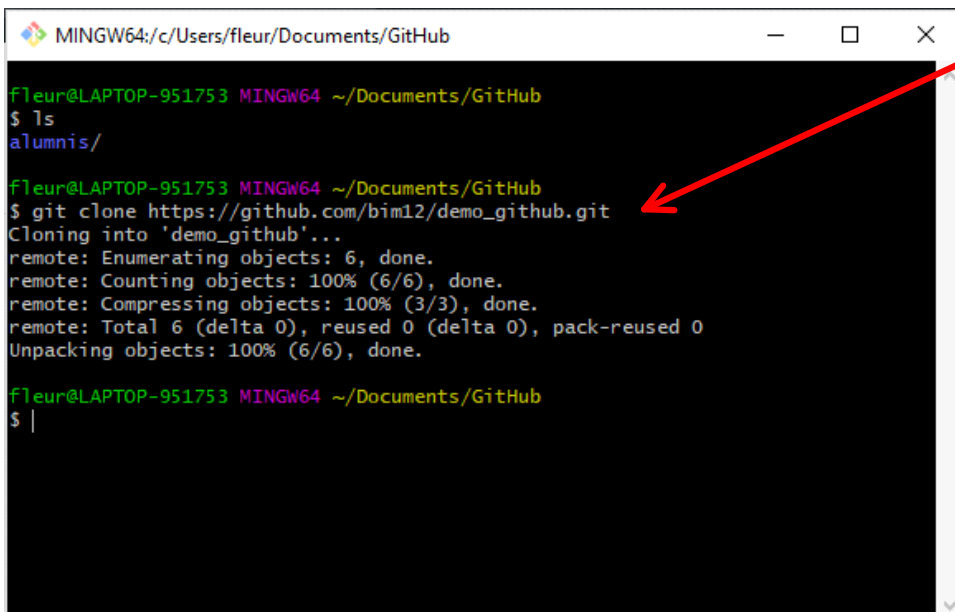 MINGW64:/c/Users/fleur/Documents/GitHub
fleur@LAPTOP-951753 MINGW64 ~/Documents/GitHub
$ ls
alumnis/
fleur@LAPTOP-951753 MINGW64 ~/Documents/GitHub
$ git clone https://github.com/bim12/demo_github.git
Cloning into 'demo_github'...
remote: Enumerating objects: 6, done.
remote: Counting objects: 100% (6/6), done.
remote: Compressing objects: 100% (3/3), done.
remote: Total 6 (delta 0), reused 0 (delta 0), pack-reused 0
Unpacking objects: 100% (6/6), done.
fleur@LAPTOP-951753 MINGW64 ~/Documents/GitHub
$